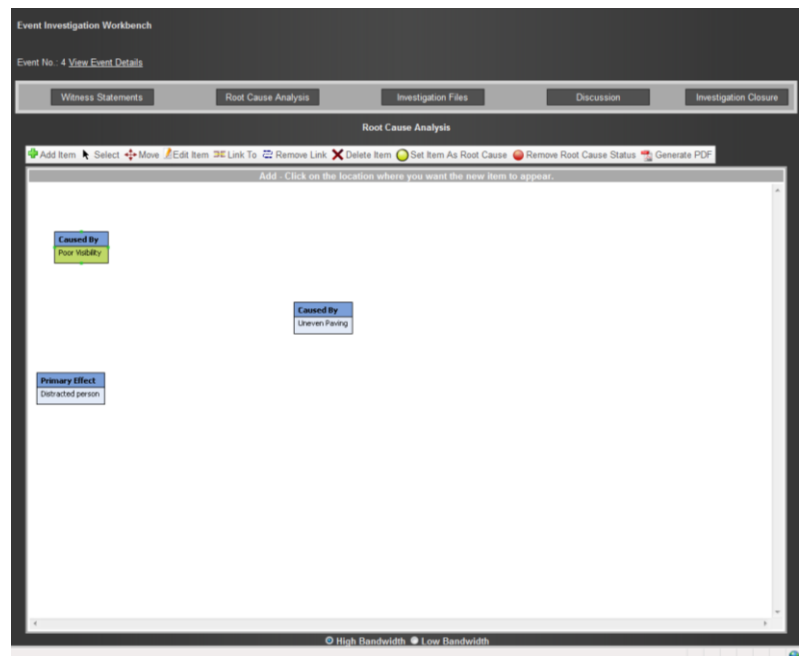 Event Investigation Workbench
Event No.: 4 View Event Details
Witness Statements Root Cause Analysis Investigation Files Discussion Investigation Closure
Root Cause Analysis
Add Item Select Move Edit Item Link To Remove Link Delete Item Set Item As Root Cause Remove Root Cause Status Generate PDF
Add - Click on the location where you want the new item to appear.
Caused By
Poor Visibility
Caused By
Uneven Paving
Primary Effect
Distracted person
High Bandwidth Low Bandwidth